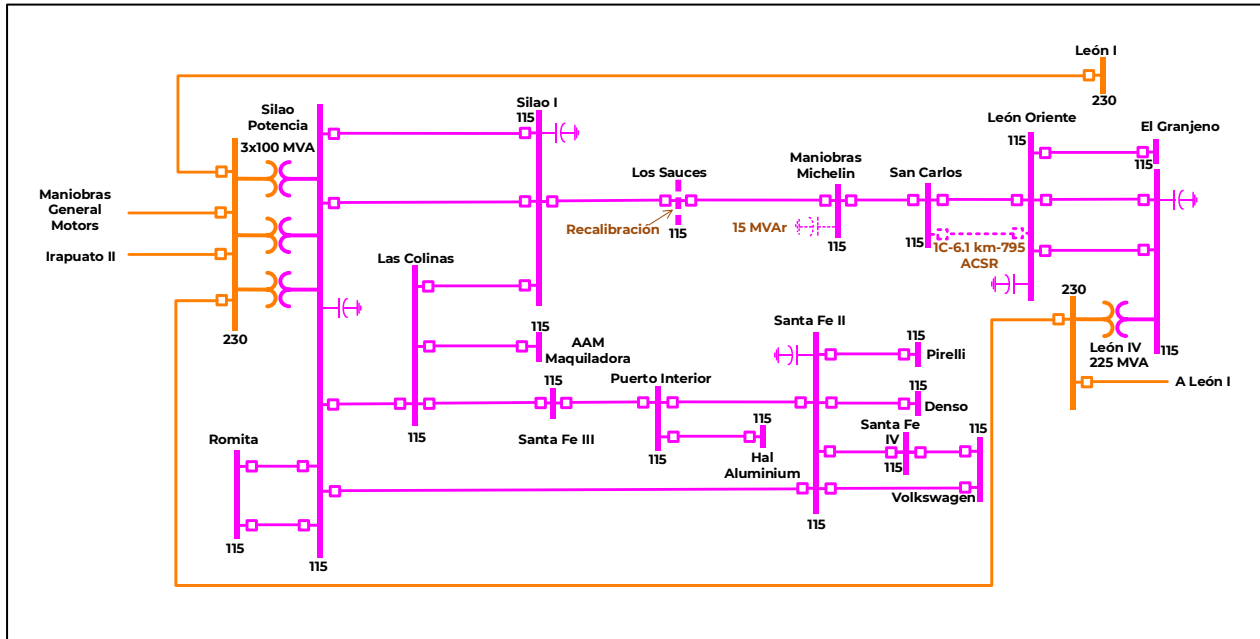 León I
230
Silao
Potencia
3x100 MVA
Silao I
115
León Oriente
115
El Granjeno
115
Maniobras
Michelin
San Carlos
Los Sauces
Maniobras
General
Motors
Irapuato II
Recalibración
115
15 MVAr
115
115
1C-6.1 km-795
ACSR
Las Colinas
230
230
115
AAM
Maquiladora
Santa Fe II
115
Pirelli
León IV
225 MVA
115
A León I
Puerto Interior
115
115
Denso
115
Santa Fe
IV
115
115
Romita
115
Santa Fe III
115
Hal
Aluminium
115
Volkswagen
115
115
115